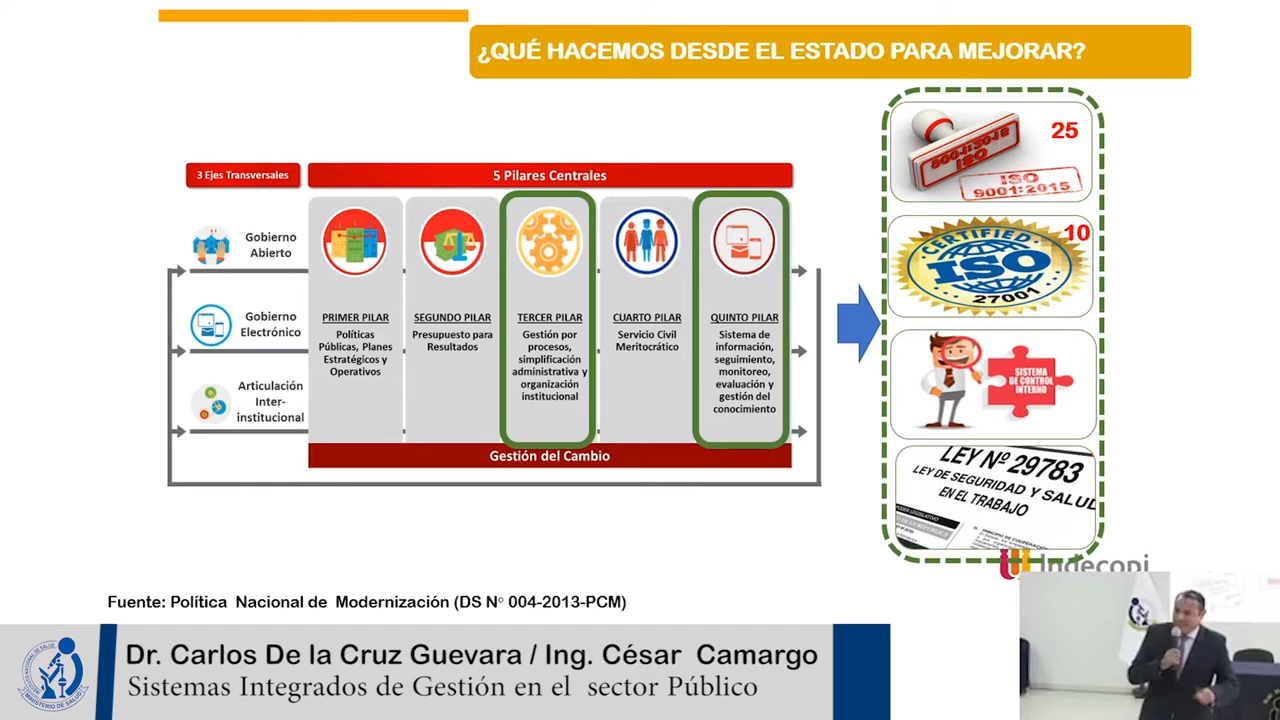 ¿QUÉ HACEMOS DESDE EL ESTADO PARA MEJORAR?
3 Ejes Transversales
5 Pilares Centrales
Gobierno
Abierto
Gobierno
Electrónico
Articulación
Inter-
institucional
PRIMER PILAR
Políticas
Públicas, Planes
Estratégicos y
Operativos
SEGUNDO PILAR
Presupuesto para
Resultados
TERCER PILAR
Gestión por
procesos,
simplificación
administrativa y
organización
institucional
CUARTO PILAR
Servicio Civil
Meritocrático
QUINTO PILAR
Sistema de
información,
seguimiento,
monitoreo,
evaluación y
gestión del
conocimiento
Gestión del Cambio
25
ISO
9001:2015
10
CERTIFIED
ISO
27001
SISTEMA
DE CONTROL
INTERNO
LEY Nº 29783
LEY DE SEGURIDAD Y SALUD
EN EL TRABAJO
Indecopi
Fuente: Política Nacional de Modernización (DS N° 004-2013-PCM)
Dr. Carlos De la Cruz Guevara / Ing. César Camargo
Sistemas Integrados de Gestión en el sector Público